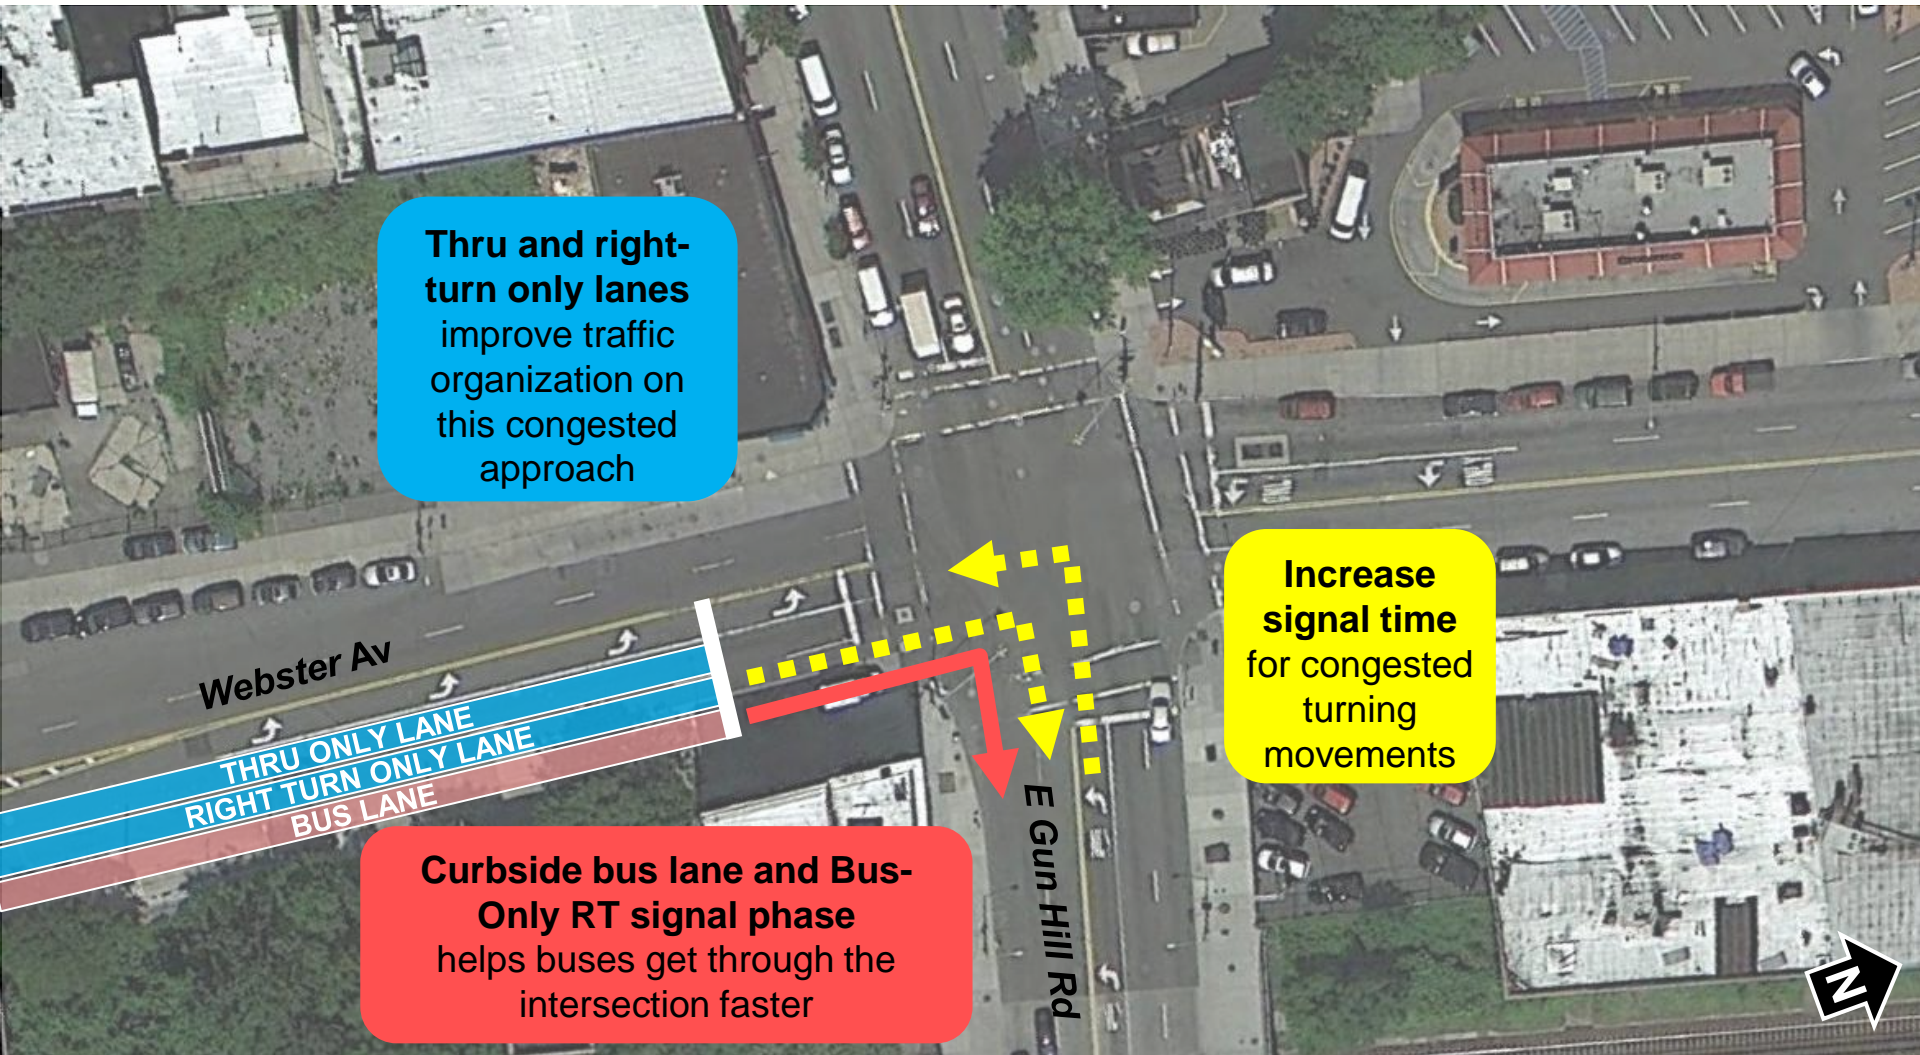 Thru and right-
turn only lanes
improve traffic
organization on
this congested
approach
Increase
signal time
for congested
turning
movements
Webster Av
THRU ONLY LANE
RIGHT TURN ONLY LANE
BUS LANE
Curbside bus lane and Bus-
Only RT signal phase
helps buses get through the
intersection faster
E Gun Hill Rd
ONLY
ONLY
N